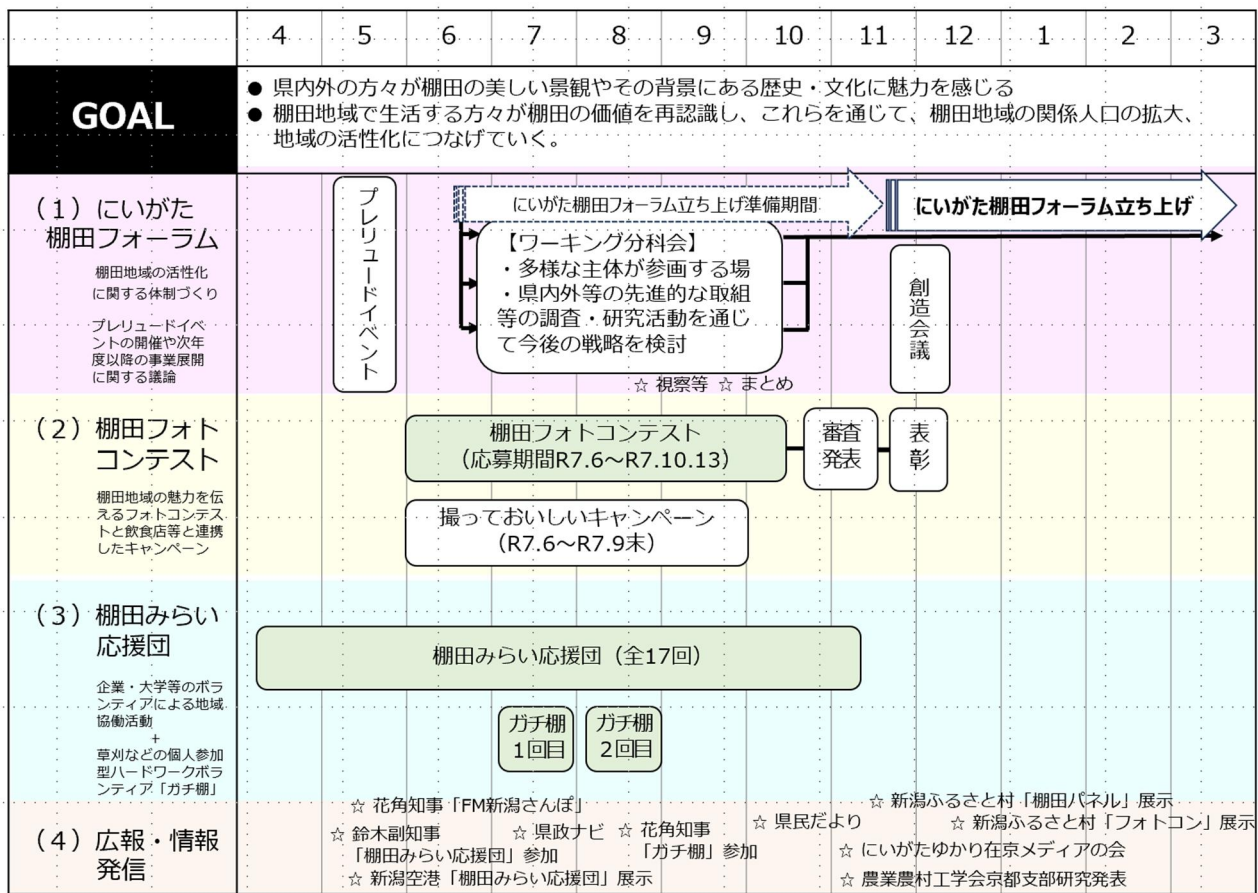 4 5 6 7 8 9 10 11 12 1 2 3
GOAL
● 県内外の方々が棚田の美しい景観やその背景にある歴史・文化に魅力を感じる
● 棚田地域で生活する方々が棚田の価値を再認識し、これらを通じて、棚田地域の関係人口の拡大、
地域の活性化につなげていく。
（１）にいがた
棚田フォーラム
棚田地域の活性化
に関する体制づくり
プレリュードイベ
ントの開催や次年
度以降の事業展開
に関する議論
プレリュードイベント
にいがた棚田フォーラム立ち上げ準備期間
にいがた棚田フォーラム立ち上げ
【ワーキング分科会】
・多様な主体が参画する場
・県内外等の先進的な取組
等の調査・研究活動を通じ
て今後の戦略を検討
☆ 視察等 ☆ まとめ
創造会議
（２）棚田フォト
コンテスト
棚田地域の魅力を伝
えるフォトコンテス
トと飲食店等と連携
したキャンペーン
棚田フォトコンテスト
（応募期間R7.6～R7.10.13）
審査
発表
表彰
撮っておいしいキャンペーン
（R7.6～R7.9末）
（３）棚田みらい
応援団
企業・大学等のボラ
ンティアによる地域
協働活動
+
草刈などの個人参加
型ハードワークボラ
ンティア「ガチ棚」
棚田みらい応援団（全17回）
ガチ棚
1回目
ガチ棚
2回目
（４）広報・情報
発信
☆ 花角知事「FM新潟さんぽ」
☆ 鈴木副知事
「棚田みらい応援団」参加
☆ 県政ナビ
☆ 花角知事
「ガチ棚」参加
☆ 新潟空港「棚田みらい応援団」展示
☆ 県民だより
☆ 新潟ふるさと村「棚田パネル」展示
☆ 新潟ふるさと村「フォトコン」展示
☆ にいがたゆかり在京メディアの会
☆ 農業農村工学会京都支部研究発表